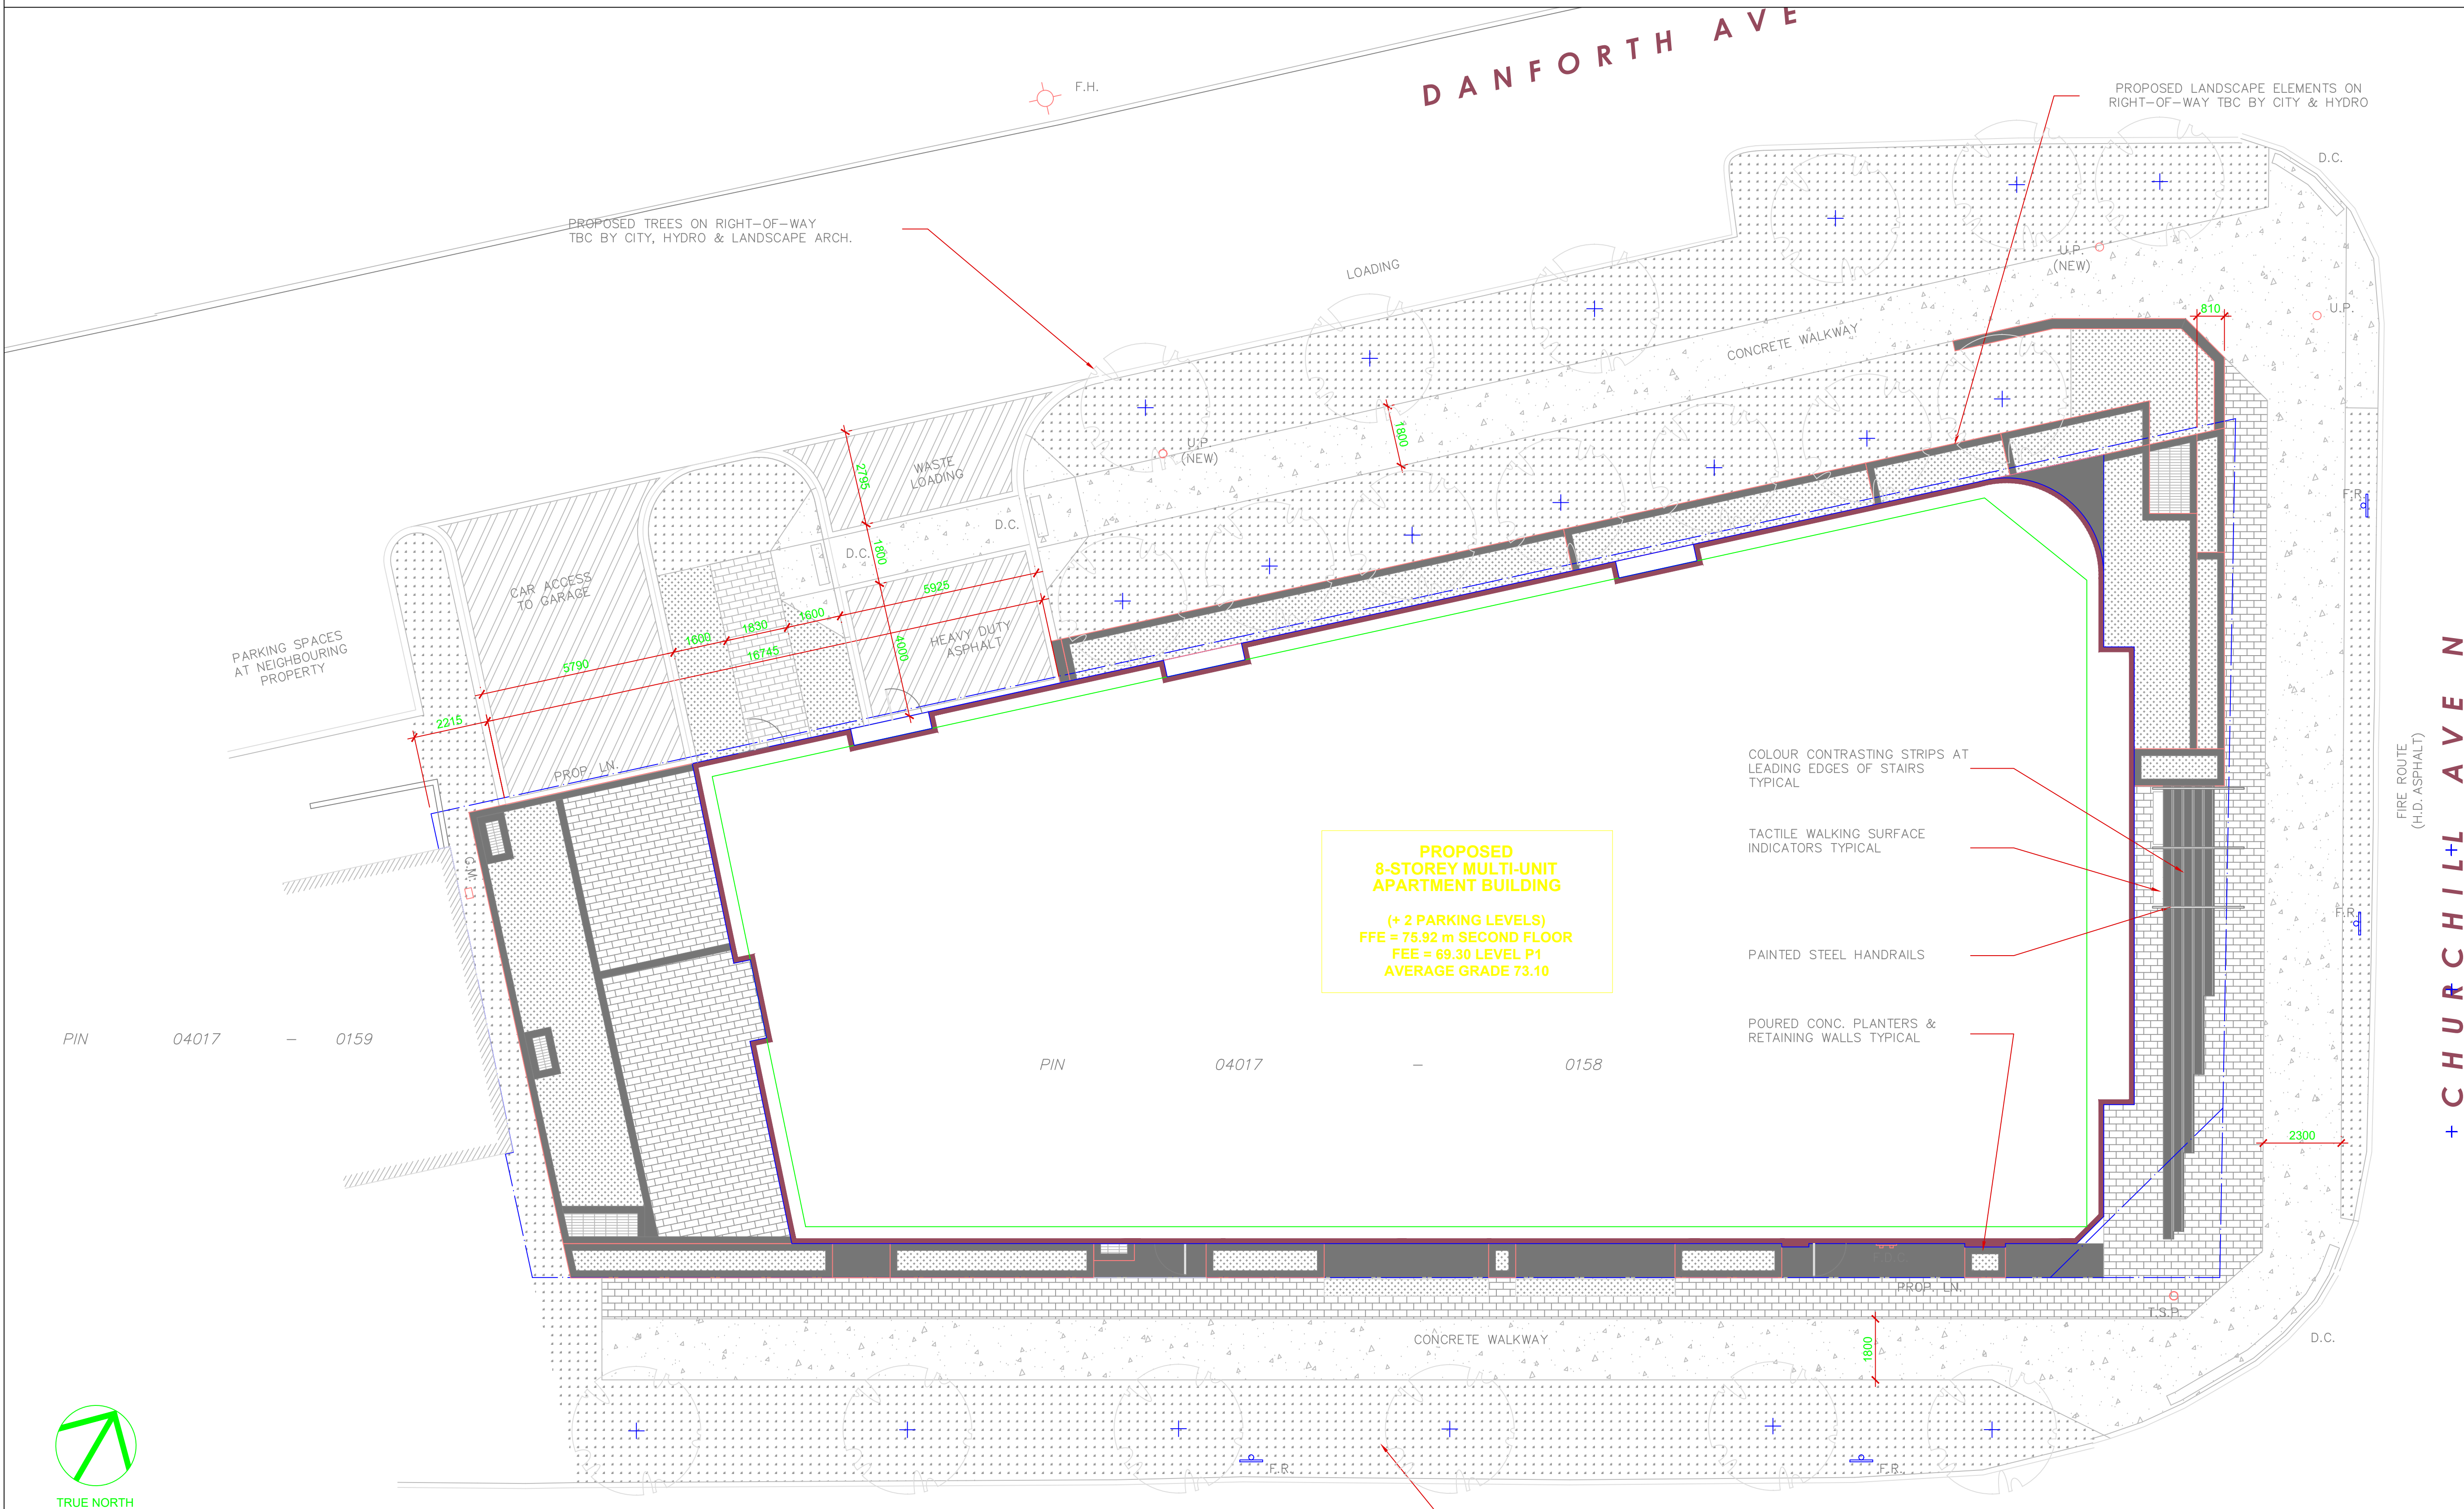 DANFORTH AVE
F.H.
PROPOSED LANDSCAPE ELEMENTS ON
RIGHT-OF-WAY TBC BY CITY & HYDRO
D.C.
PROPOSED TREES ON RIGHT-OF-WAY
TBC BY CITY, HYDRO & LANDSCAPE ARCH.
LOADING
U.P.
(NEW)
U.P.
810
CONCRETE WALKWAY
1800
U.P.
(NEW)
WASTE
LOADING
2795
D.C.
D.C.
1800
F.R.
CAR ACCESS
TO GARAGE
5925
1600
1830
1600
16745
5790
4000
HEAVY DUTY
ASPHALT
PARKING SPACES
AT NEIGHBOURING
PROPERTY
2215
PROP. LN.
G.M.
COLOUR CONTRASTING STRIPS AT
LEADING EDGES OF STAIRS
TYPICAL
TACTILE WALKING SURFACE
INDICATORS TYPICAL
PAINTED STEEL HANDRAILS
POURED CONC. PLANTERS &
RETAINING WALLS TYPICAL
PROPOSED
8-STOREY MULTI-UNIT
APARTMENT BUILDING
(+ 2 PARKING LEVELS)
FFE = 75.92 m SECOND FLOOR
FEE = 69.30 LEVEL P1
AVERAGE GRADE 73.10
FIRE ROUTE
(H.D. ASPHALT)
CHURCHILL AVE N
F.R.
PIN 04017 - 0159
PIN 04017 - 0158
2300
PROP. LN.
T.S.P.
D.C.
CONCRETE WALKWAY
1800
F.R.
F.R.
TRUE NORTH